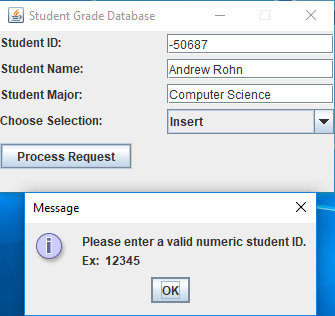 Student Grade Database
Student ID: -50687
Student Name: Andrew Rohn
Student Major: Computer Science
Choose Selection: Insert
Process Request
Message
Please enter a valid numeric student ID.
Ex: 12345
OK